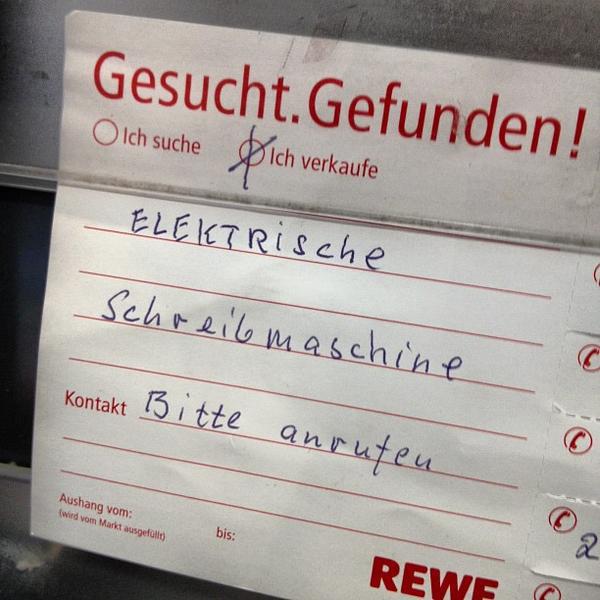 Gesucht. Gefunden!
Ich suche Ich verkaufe
ELEKTRische
Schreibmaschine
Kontakt Bitte anrufen
Aushang vom: bis:
(wird vom Markt ausgefüllt)
REWE
2